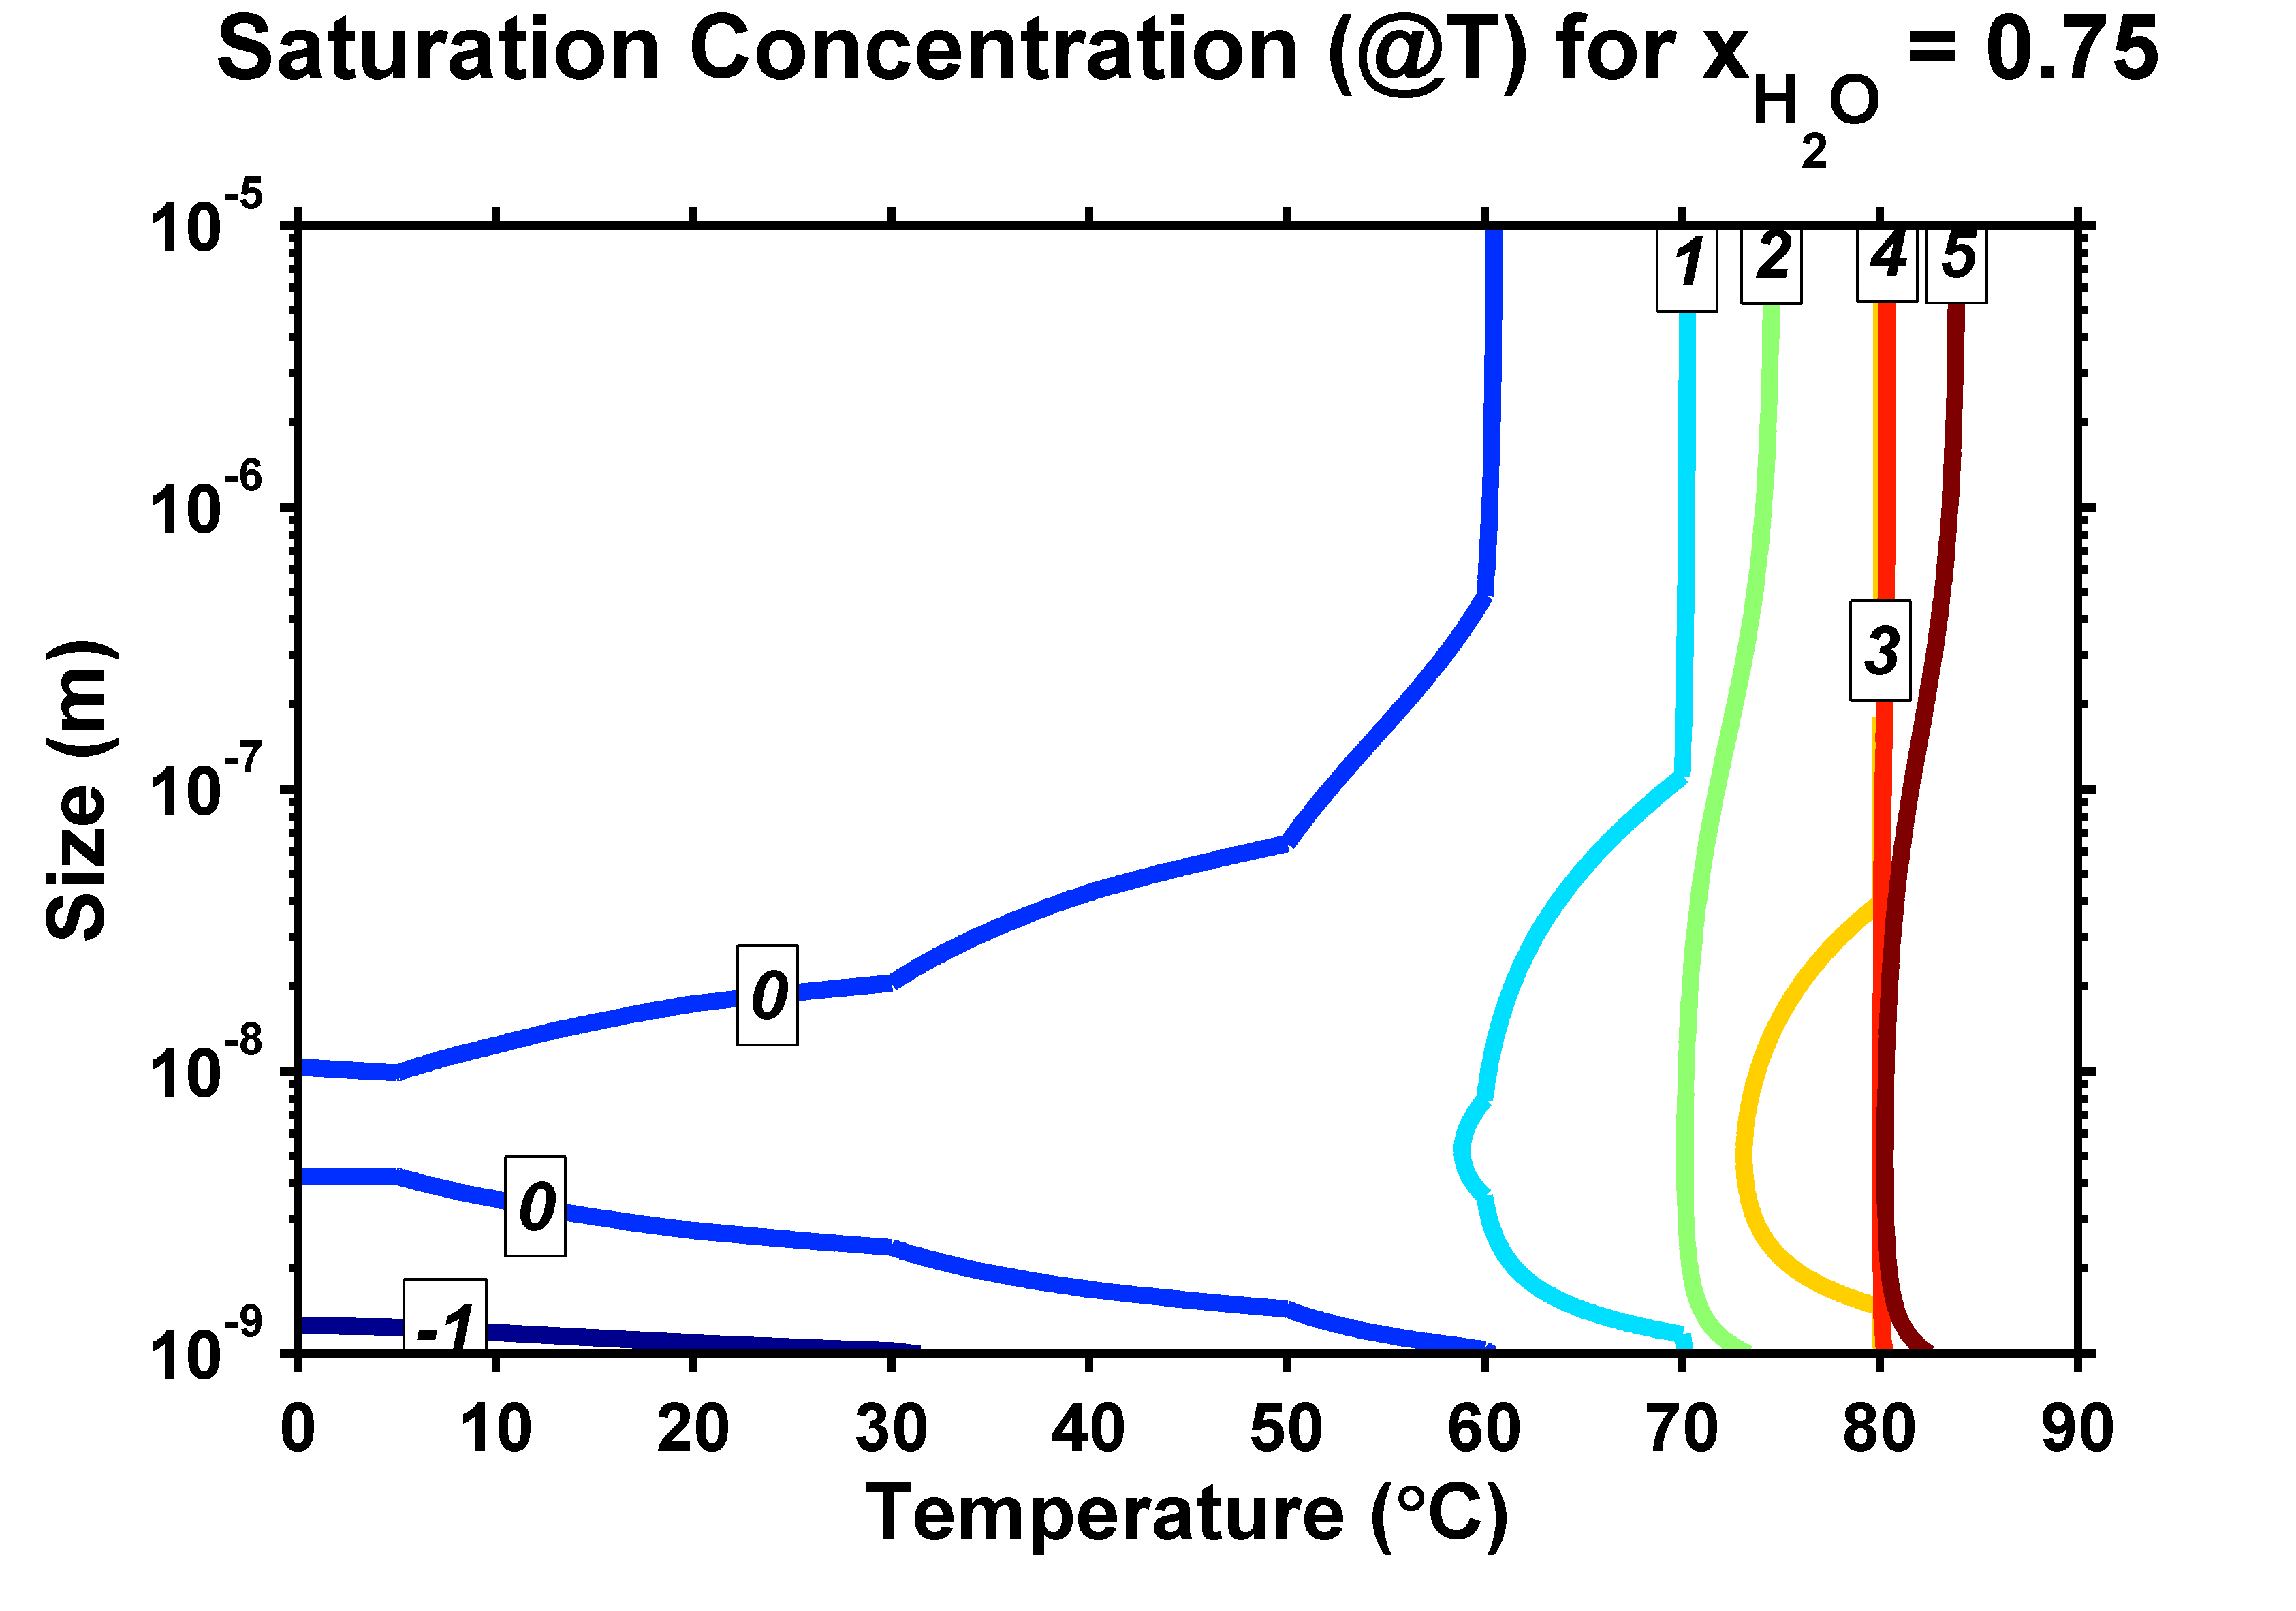 Saturation Concentration (@T) for x_H₂O = 0.75
10^-5
1 2 4 5
10^-6
3
10^-7
Size (m)
0
10^-8
0
-1
10^-9
0 10 20 30 40 50 60 70 80 90
Temperature (°C)